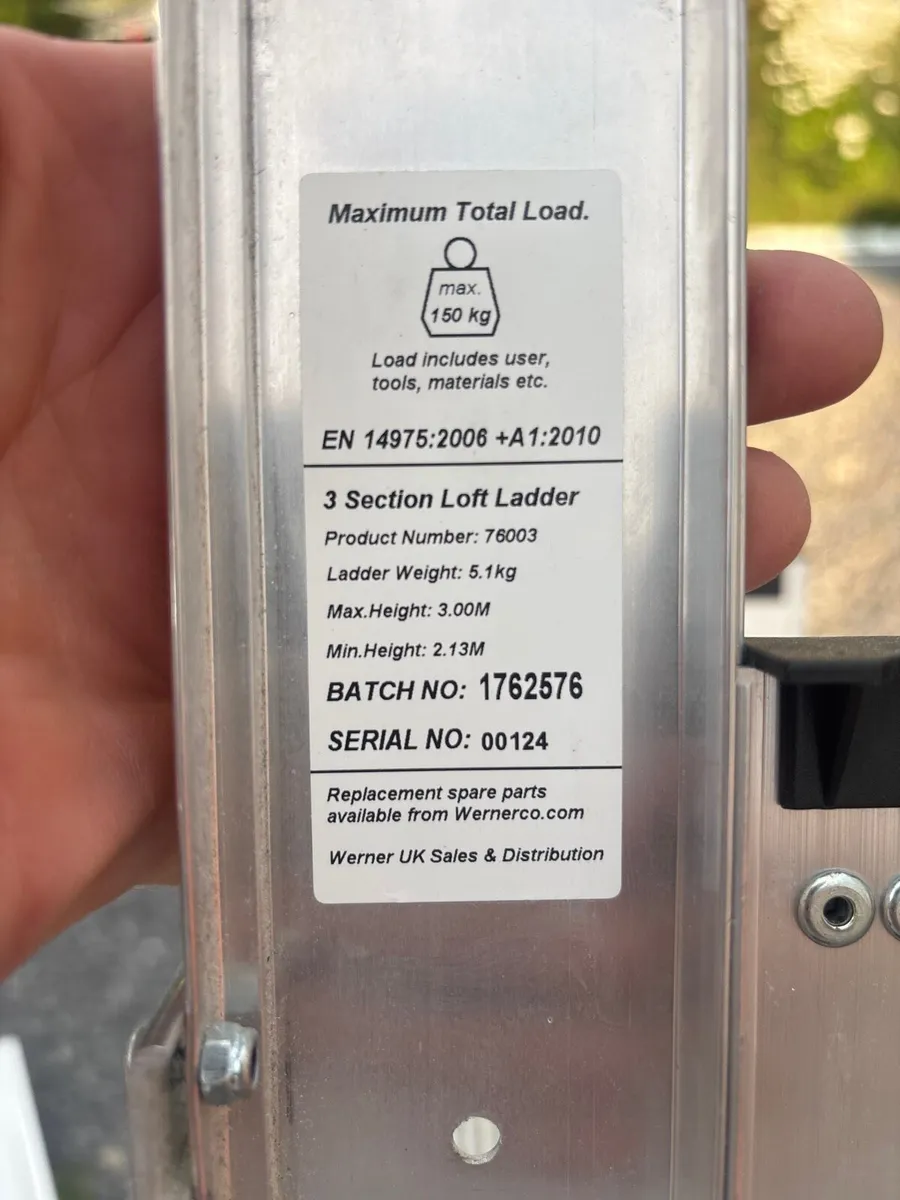 Maximum Total Load.
max.
150 kg
Load includes user,
tools, materials etc.
EN 14975:2006 +A1:2010
3 Section Loft Ladder
Product Number: 76003
Ladder Weight: 5.1kg
Max.Height: 3.00M
Min.Height: 2.13M
BATCH NO: 1762576
SERIAL NO: 00124
Replacement spare parts
available from Wernerco.com
Werner UK Sales & Distribution